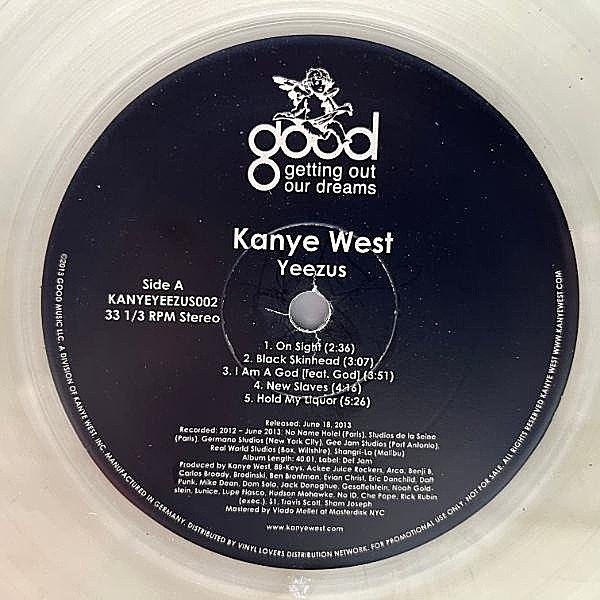 good
getting out
our dreams
Kanye West
Yeezus
Side A
KANYEYEEZUS002
33 1/3 RPM Stereo
1. On Sight (2:36)
2. Black Skinhead (3:07)
3. I Am A God [feat. God] (3:51)
4. New Slaves (4:16)
5. Hold My Liquor (5:26)
Released: June 18, 2013
Recorded: 2012 – June 2013: No Name Hotel (Paris), Studios de la Seine
(Paris), Germano Studios (New York City), Gee Jam Studios (Port Antonio),
Real World Studios (Box, Wiltshire), Shangri-La (Malibu)
Album Length: 40:01, Label: Def Jam
Produced by Kanye West, 88-Keys, Ackee Juice Rockers, Arca, Benji B,
Carlos Broady, Brodinski, Ben Bronfman, Evian Christ, Eric Danchild, Daft
Punk, Mike Dean, Dom Solo, Jack Donoghue, Gesaffelstein, Noah Gold-
stein, Eunice, Lupe Fiasco, Hudson Mohawke, No ID, Che Pope, Rick Rubin
(exec.), S1, Travis Scott, Sham Joseph
Mastered by Vlado Meller at Masterdisk NYC
www.kanyewest.com
©2013 GOOD MUSIC LLC, A DIVISION OF KANYE WEST, INC. MANUFACTURED IN GERMANY. DISTRIBUTED BY VINYL LOVERS DISTRIBUTION NETWORK. FOR PROMOTIONAL USE ONLY, NOT FOR SALE. ALL RIGHTS RESERVED KANYE WEST WWW.KANYEWEST.COM